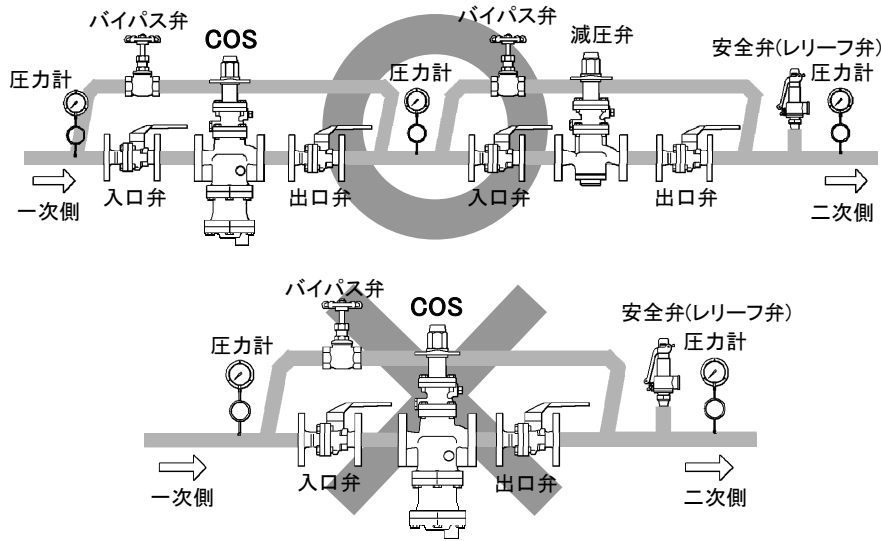 バイパス弁
COS
圧力計
入口弁
出口弁
一次側
圧力計
バイパス弁
減圧弁
安全弁(レリーフ弁)
圧力計
入口弁
出口弁
二次側
バイパス弁
COS
圧力計
安全弁(レリーフ弁)
圧力計
入口弁
出口弁
一次側
二次側